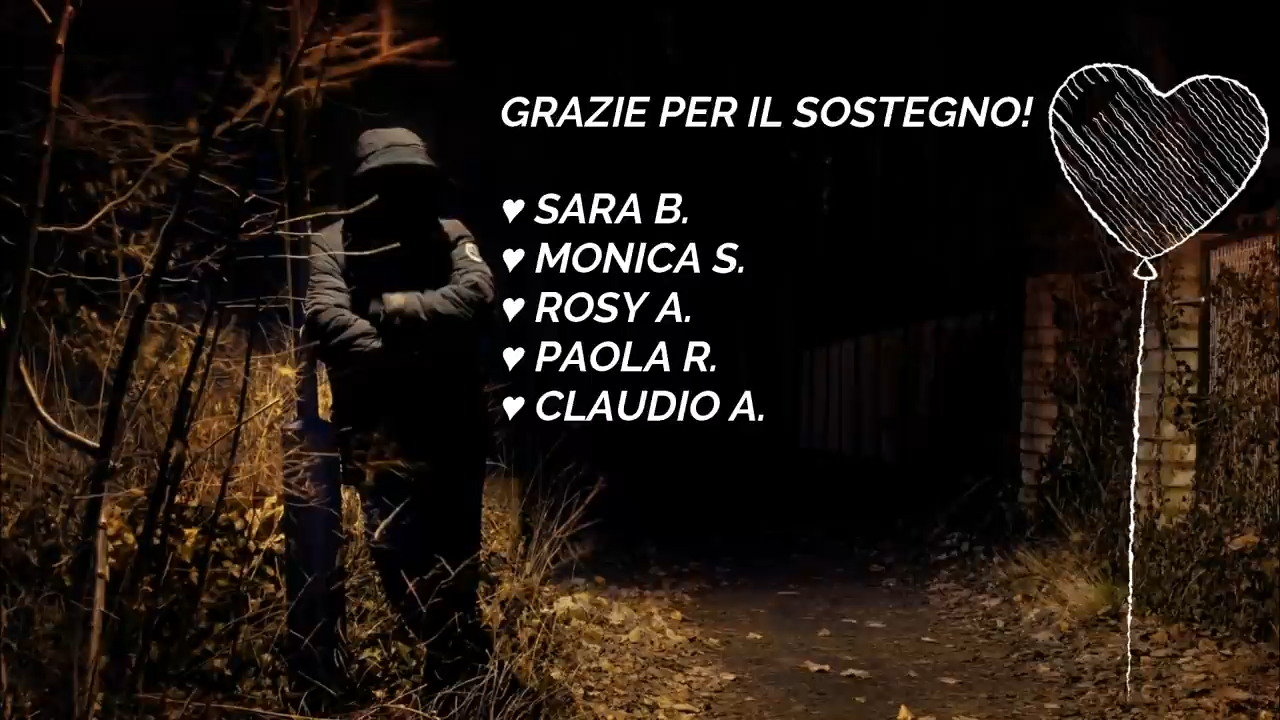 GRAZIE PER IL SOSTEGNO!
♥ SARA B.
♥ MONICA S.
♥ ROSY A.
♥ PAOLA R.
♥ CLAUDIO A.